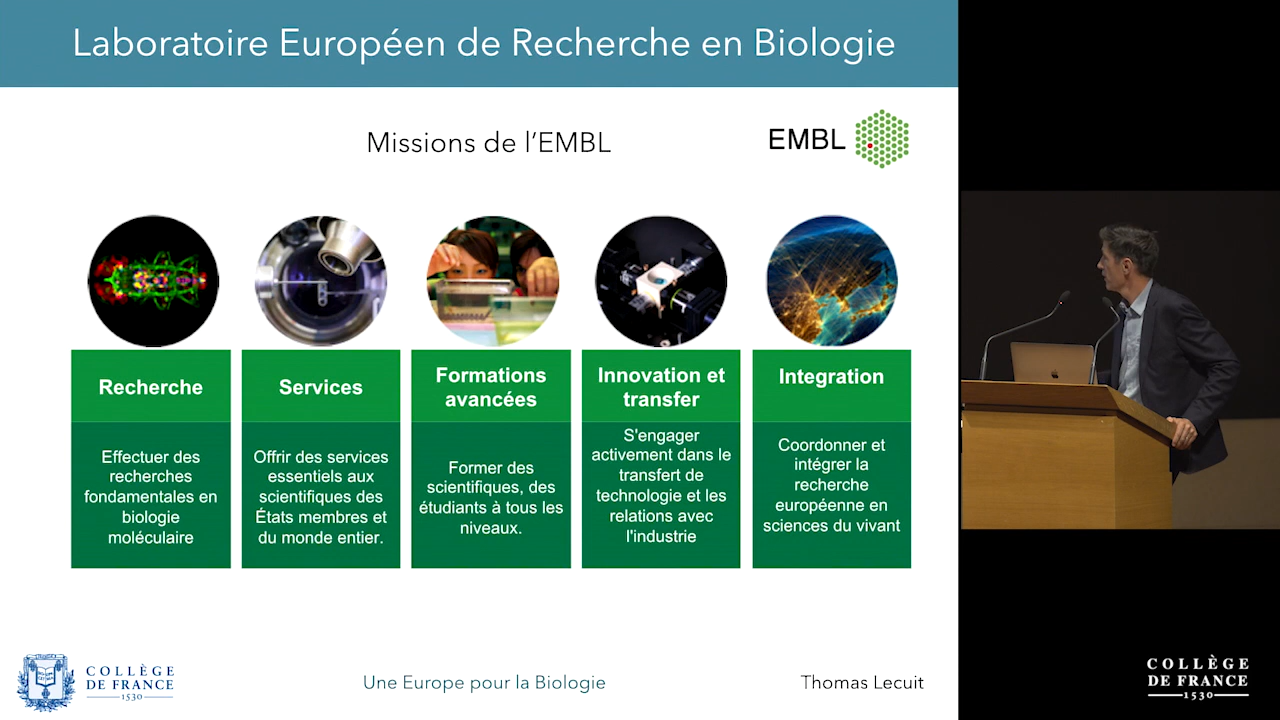 Laboratoire Européen de Recherche en Biologie
Missions de l'EMBL
EMBL
Recherche
Effectuer des
recherches
fondamentales en
biologie
moléculaire
Services
Offrir des services
essentiels aux
scientifiques des
États membres et
du monde entier.
Formations
avancées
Former des
scientifiques, des
étudiants à tous les
niveaux.
Innovation et
transfer
S'engager
activement dans le
transfert de
technologie et les
relations avec
l'industrie
Integration
Coordonner et
intégrer la
recherche
européenne en
sciences du vivant
COLLÈGE
DE FRANCE
1530
Une Europe pour la Biologie
Thomas Lecuit
COLLÈGE
DE FRANCE
1530